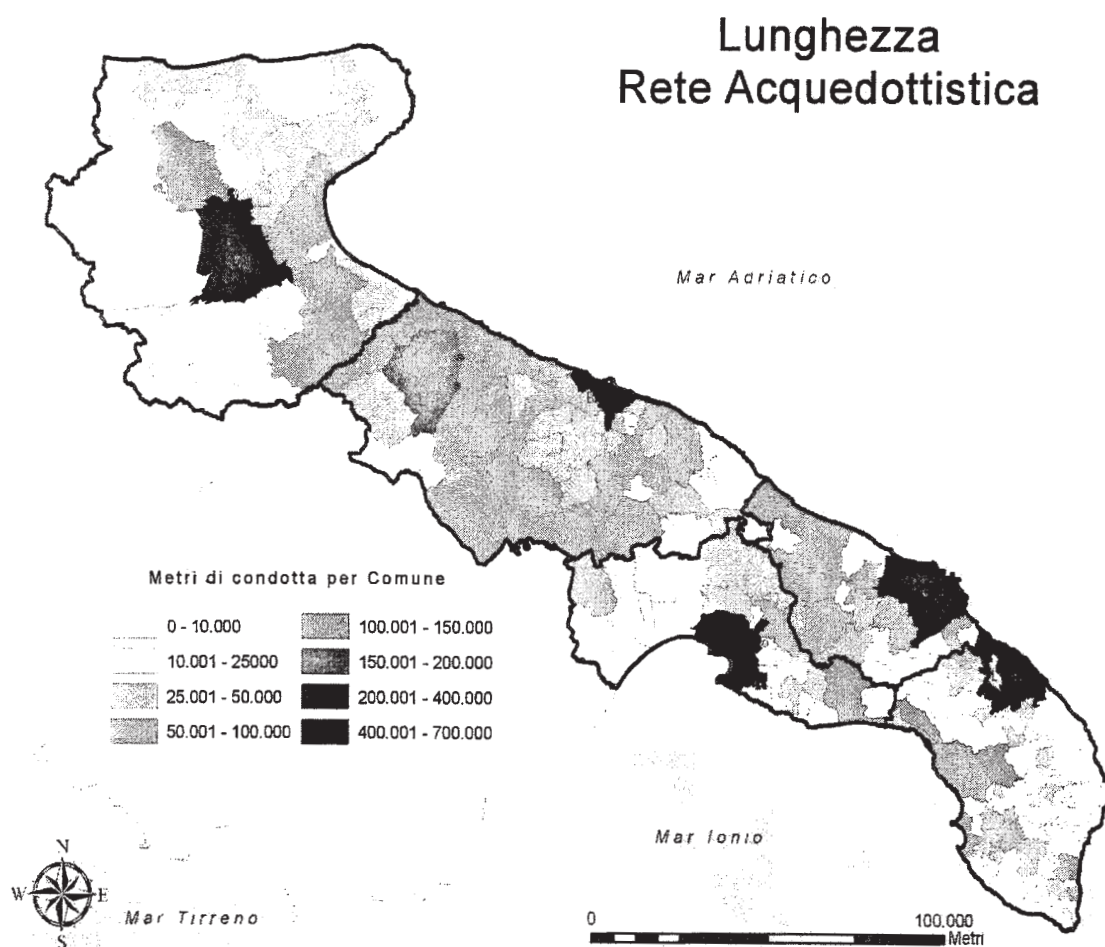 Lunghezza
Rete Acquedottistica
Mar Adriatico
Metri di condotta per Comune
0 - 10.000
10.001 - 25000
25.001 - 50.000
50.001 - 100.000
100.001 - 150.000
150.001 - 200.000
200.001 - 400.000
400.001 - 700.000
Mar Ionio
N
W E
S
Mar Tirreno
0 100.000
Metri